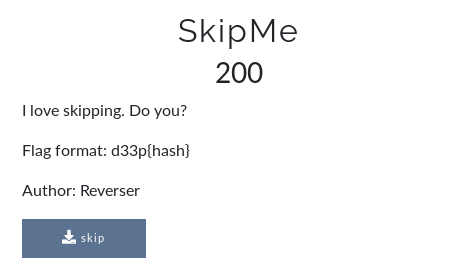 SkipMe
200
I love skipping. Do you?
Flag format: d33p{hash}
Author: Reverser
skip